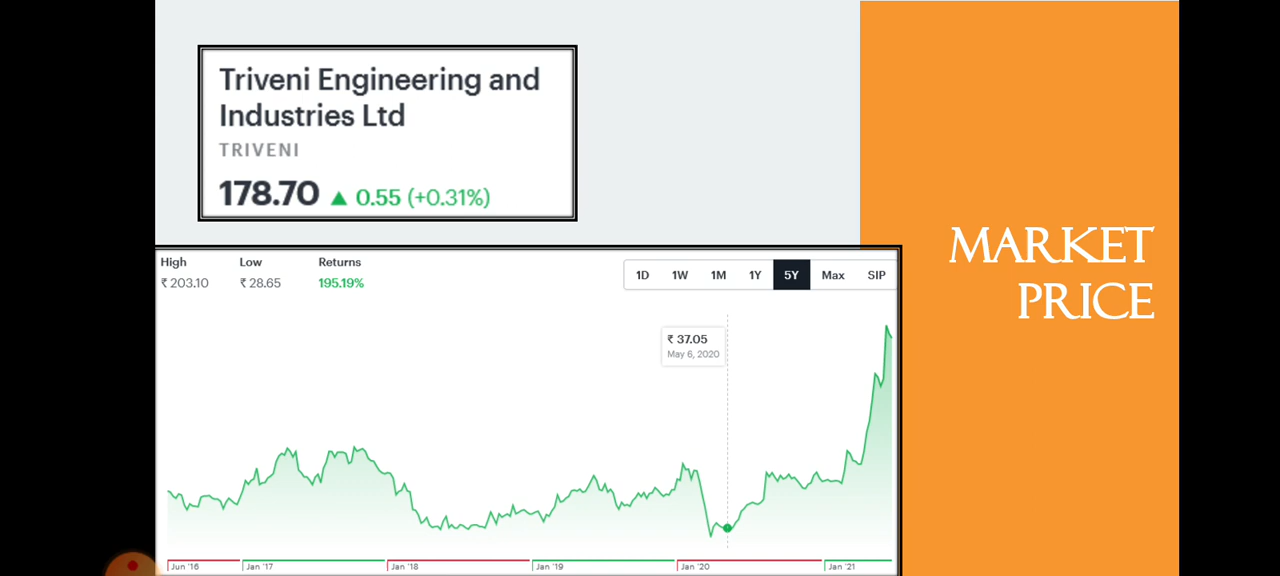 Triveni Engineering and
Industries Ltd
TRIVENI
178.70 ▲ 0.55 (+0.31%)
MARKET
PRICE
High Low Returns
₹ 203.10 ₹ 28.65 195.19%
1D 1W 1M 1Y 5Y Max SIP
₹ 37.05
May 6, 2020
Jun '16 Jan '17 Jan '18 Jan '19 Jan '20 Jan '21